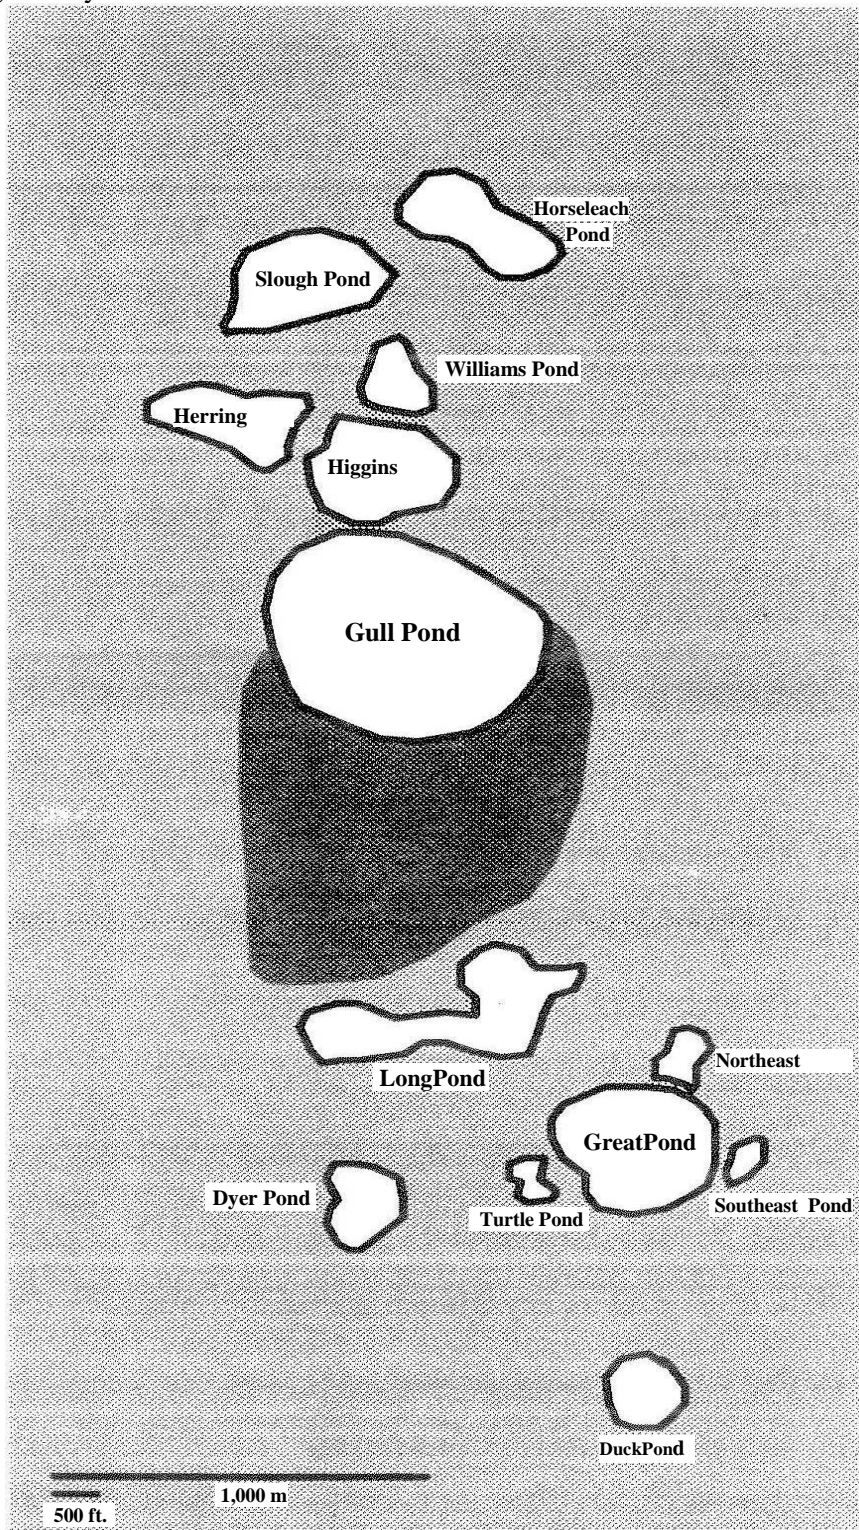 Horseleach
Pond
Slough Pond
Williams Pond
Herring
Higgins
Gull Pond
LongPond
Northeast
GreatPond
Dyer Pond
Turtle Pond
Southeast Pond
DuckPond
1,000 m
500 ft.